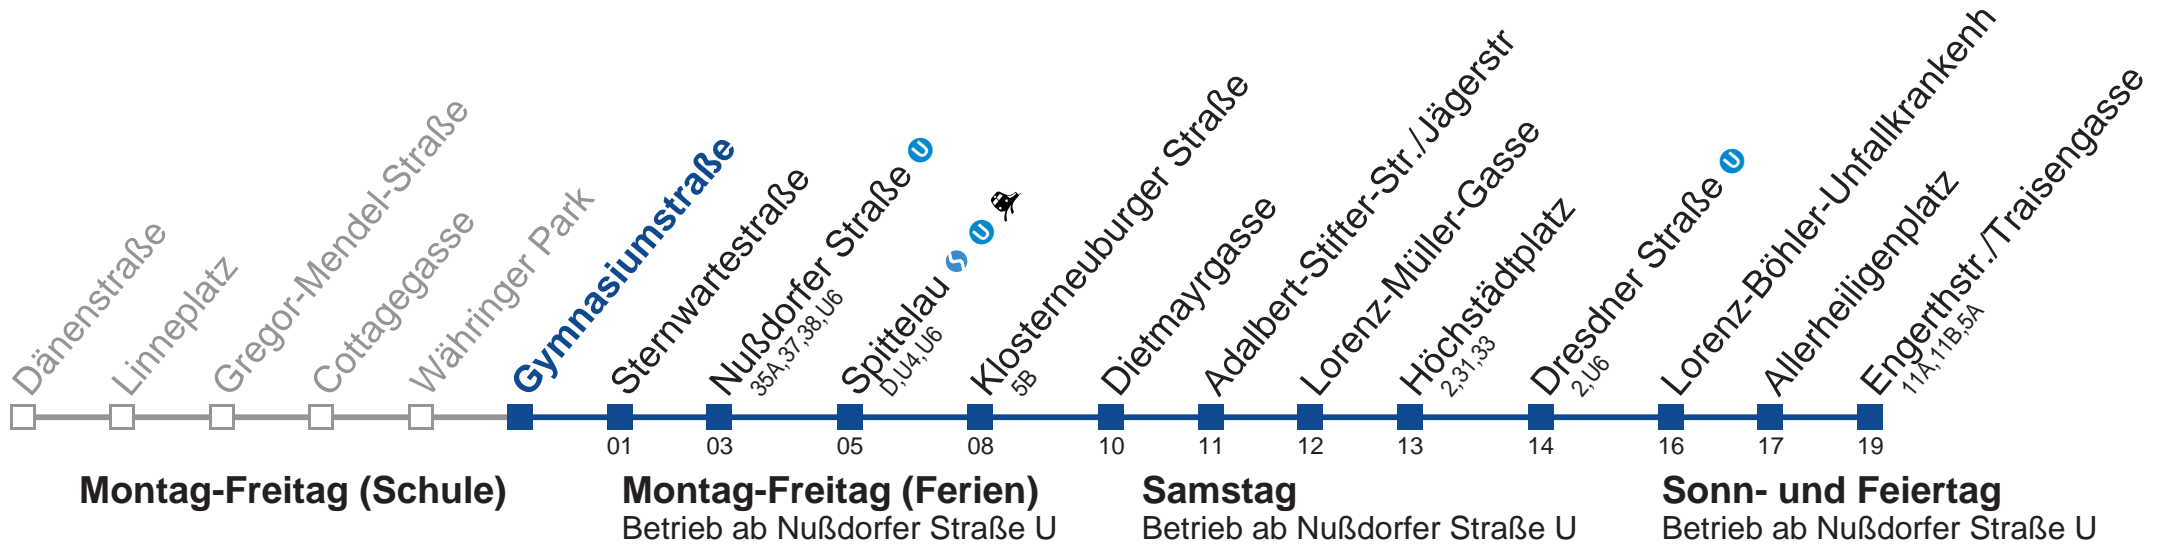 Dänenstraße
Linneplatz
Gregor-Mendel-Straße
Cottagegasse
Währinger Park
Gymnasiumstraße
Sternwartestraße
Nußdorfer Straße U
35A,37,38,U6
Spittelau U
D,U4,U6
Klosterneuburger Straße
5B
Dietmayrgasse
Adalbert-Stifter-Str./Jägerstr
Lorenz-Müller-Gasse
Höchstädtplatz
2,31,33
Dresdner Straße U
2,U6
Lorenz-Böhler-Unfallkrankenh
Allerheiligenplatz
Engerthstr./Traisengasse
11A,11B,5A
01 03 05 08 10 11 12 13 14 16 17 19
Montag-Freitag (Schule)
Montag-Freitag (Ferien)
Betrieb ab Nußdorfer Straße U
Samstag
Betrieb ab Nußdorfer Straße U
Sonn- und Feiertag
Betrieb ab Nußdorfer Straße U